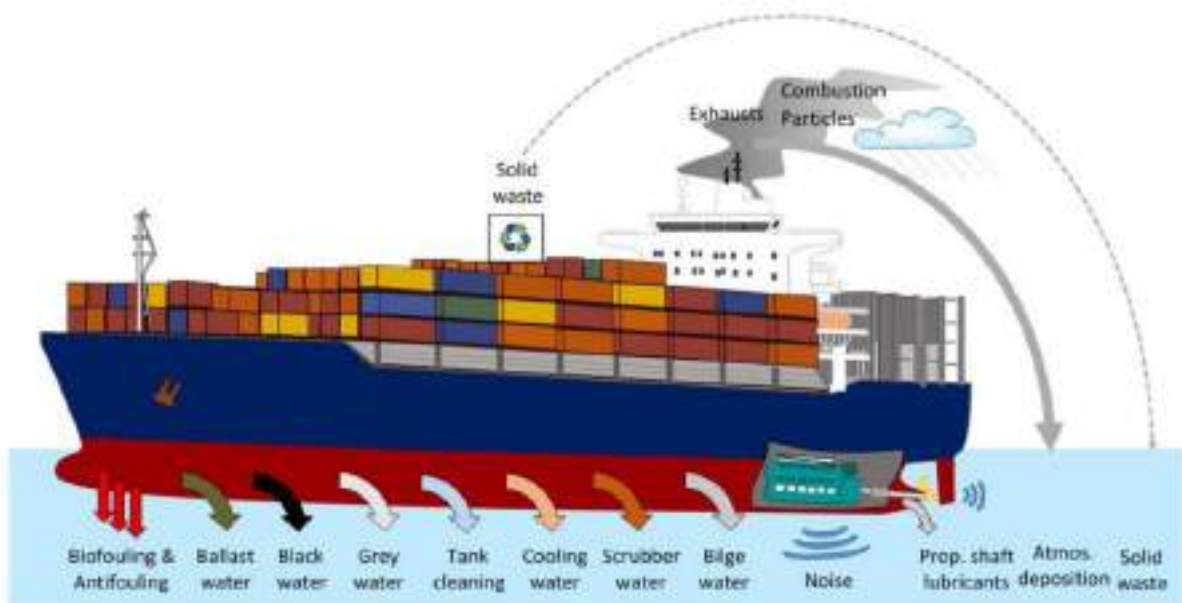 Combustion
Exhausts Particles
Solid
waste
Biofouling &
Antifouling
Ballast
water
Black
water
Grey
water
Tank
cleaning
Cooling
water
Scrubber
water
Bilge
water
Noise
Prop. shaft
lubricants
Atmos.
deposition
Solid
waste